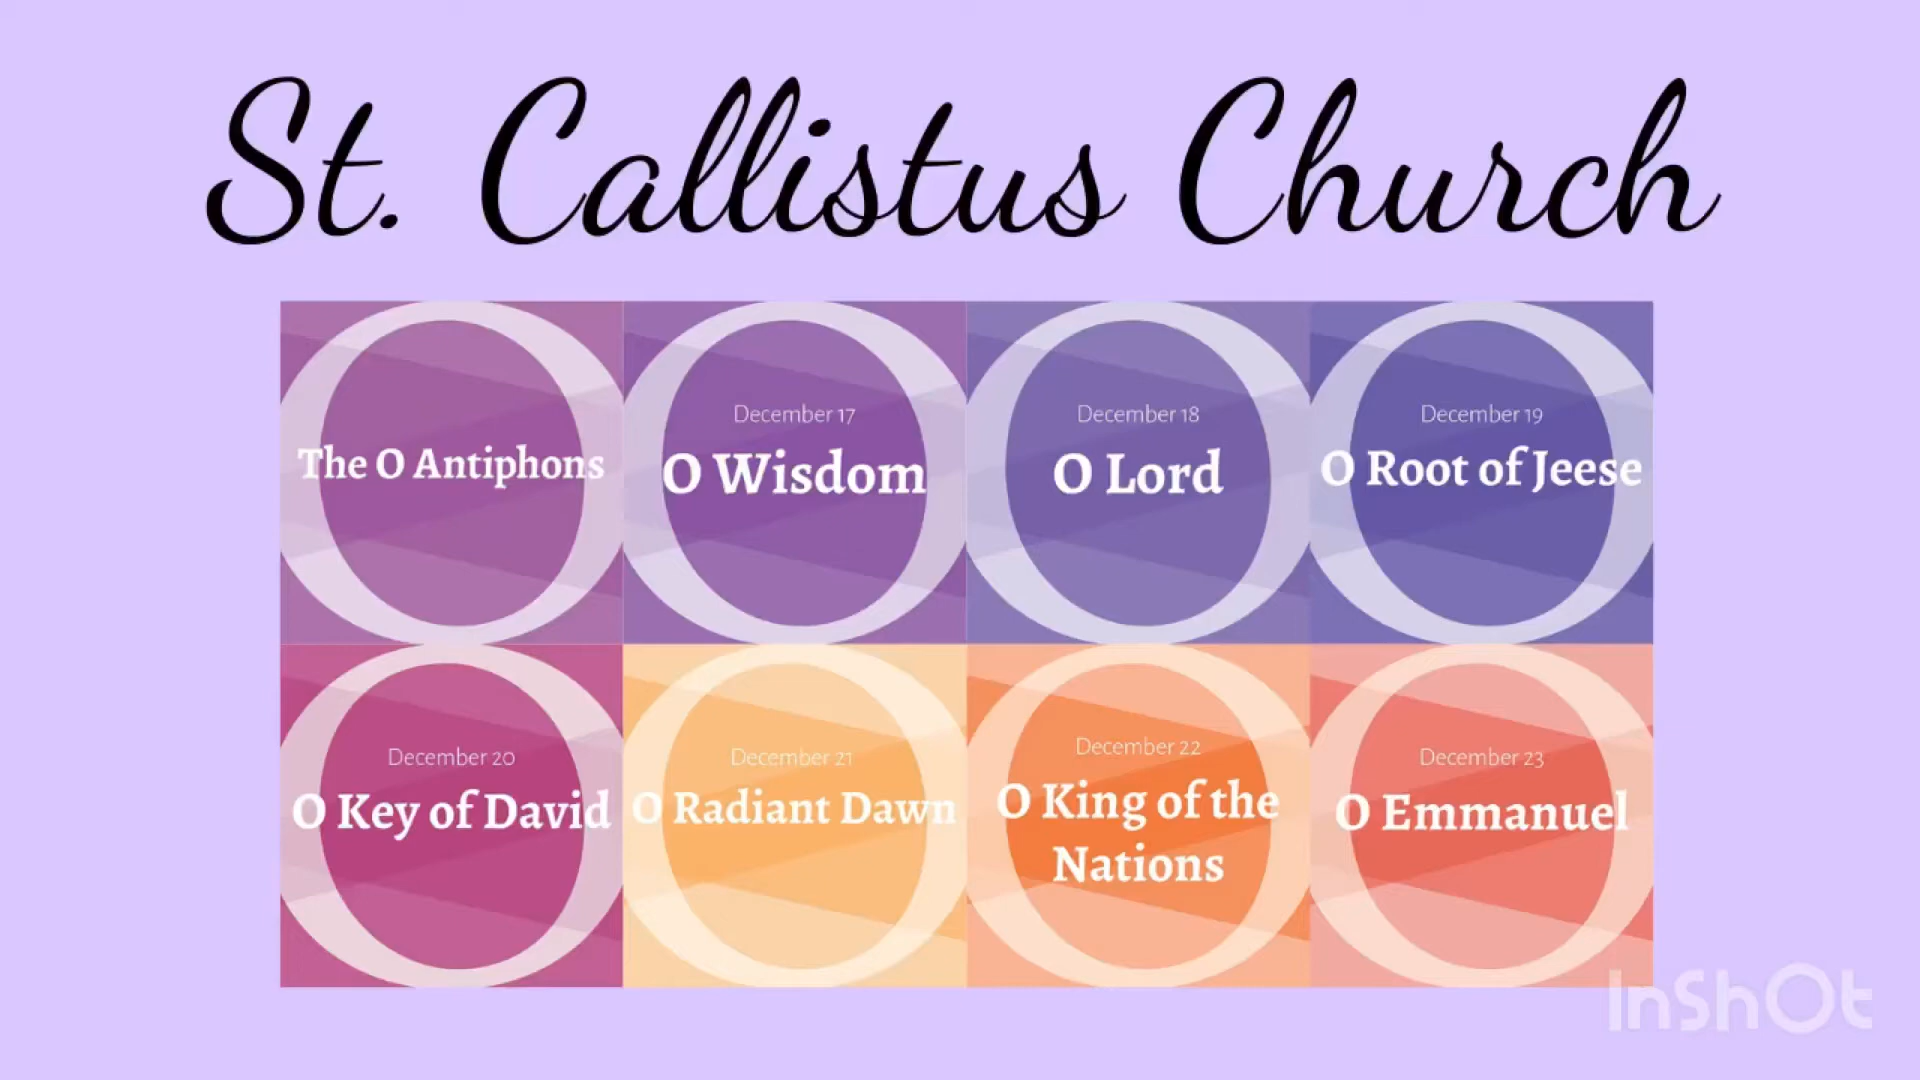 St. Callistus Church
The O Antiphons
December 17
O Wisdom
December 18
O Lord
December 19
O Root of Jeese
December 20
O Key of David
December 21
O Radiant Dawn
December 22
O King of the
Nations
December 23
O Emmanuel
InShOt